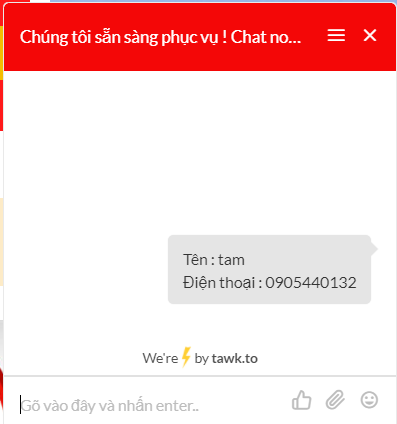 Chúng tôi sẵn sàng phục vụ ! Chat no...
Tên : tam
Điện thoại : 0905440132
We're by tawk.to
Gõ vào đây và nhấn enter..